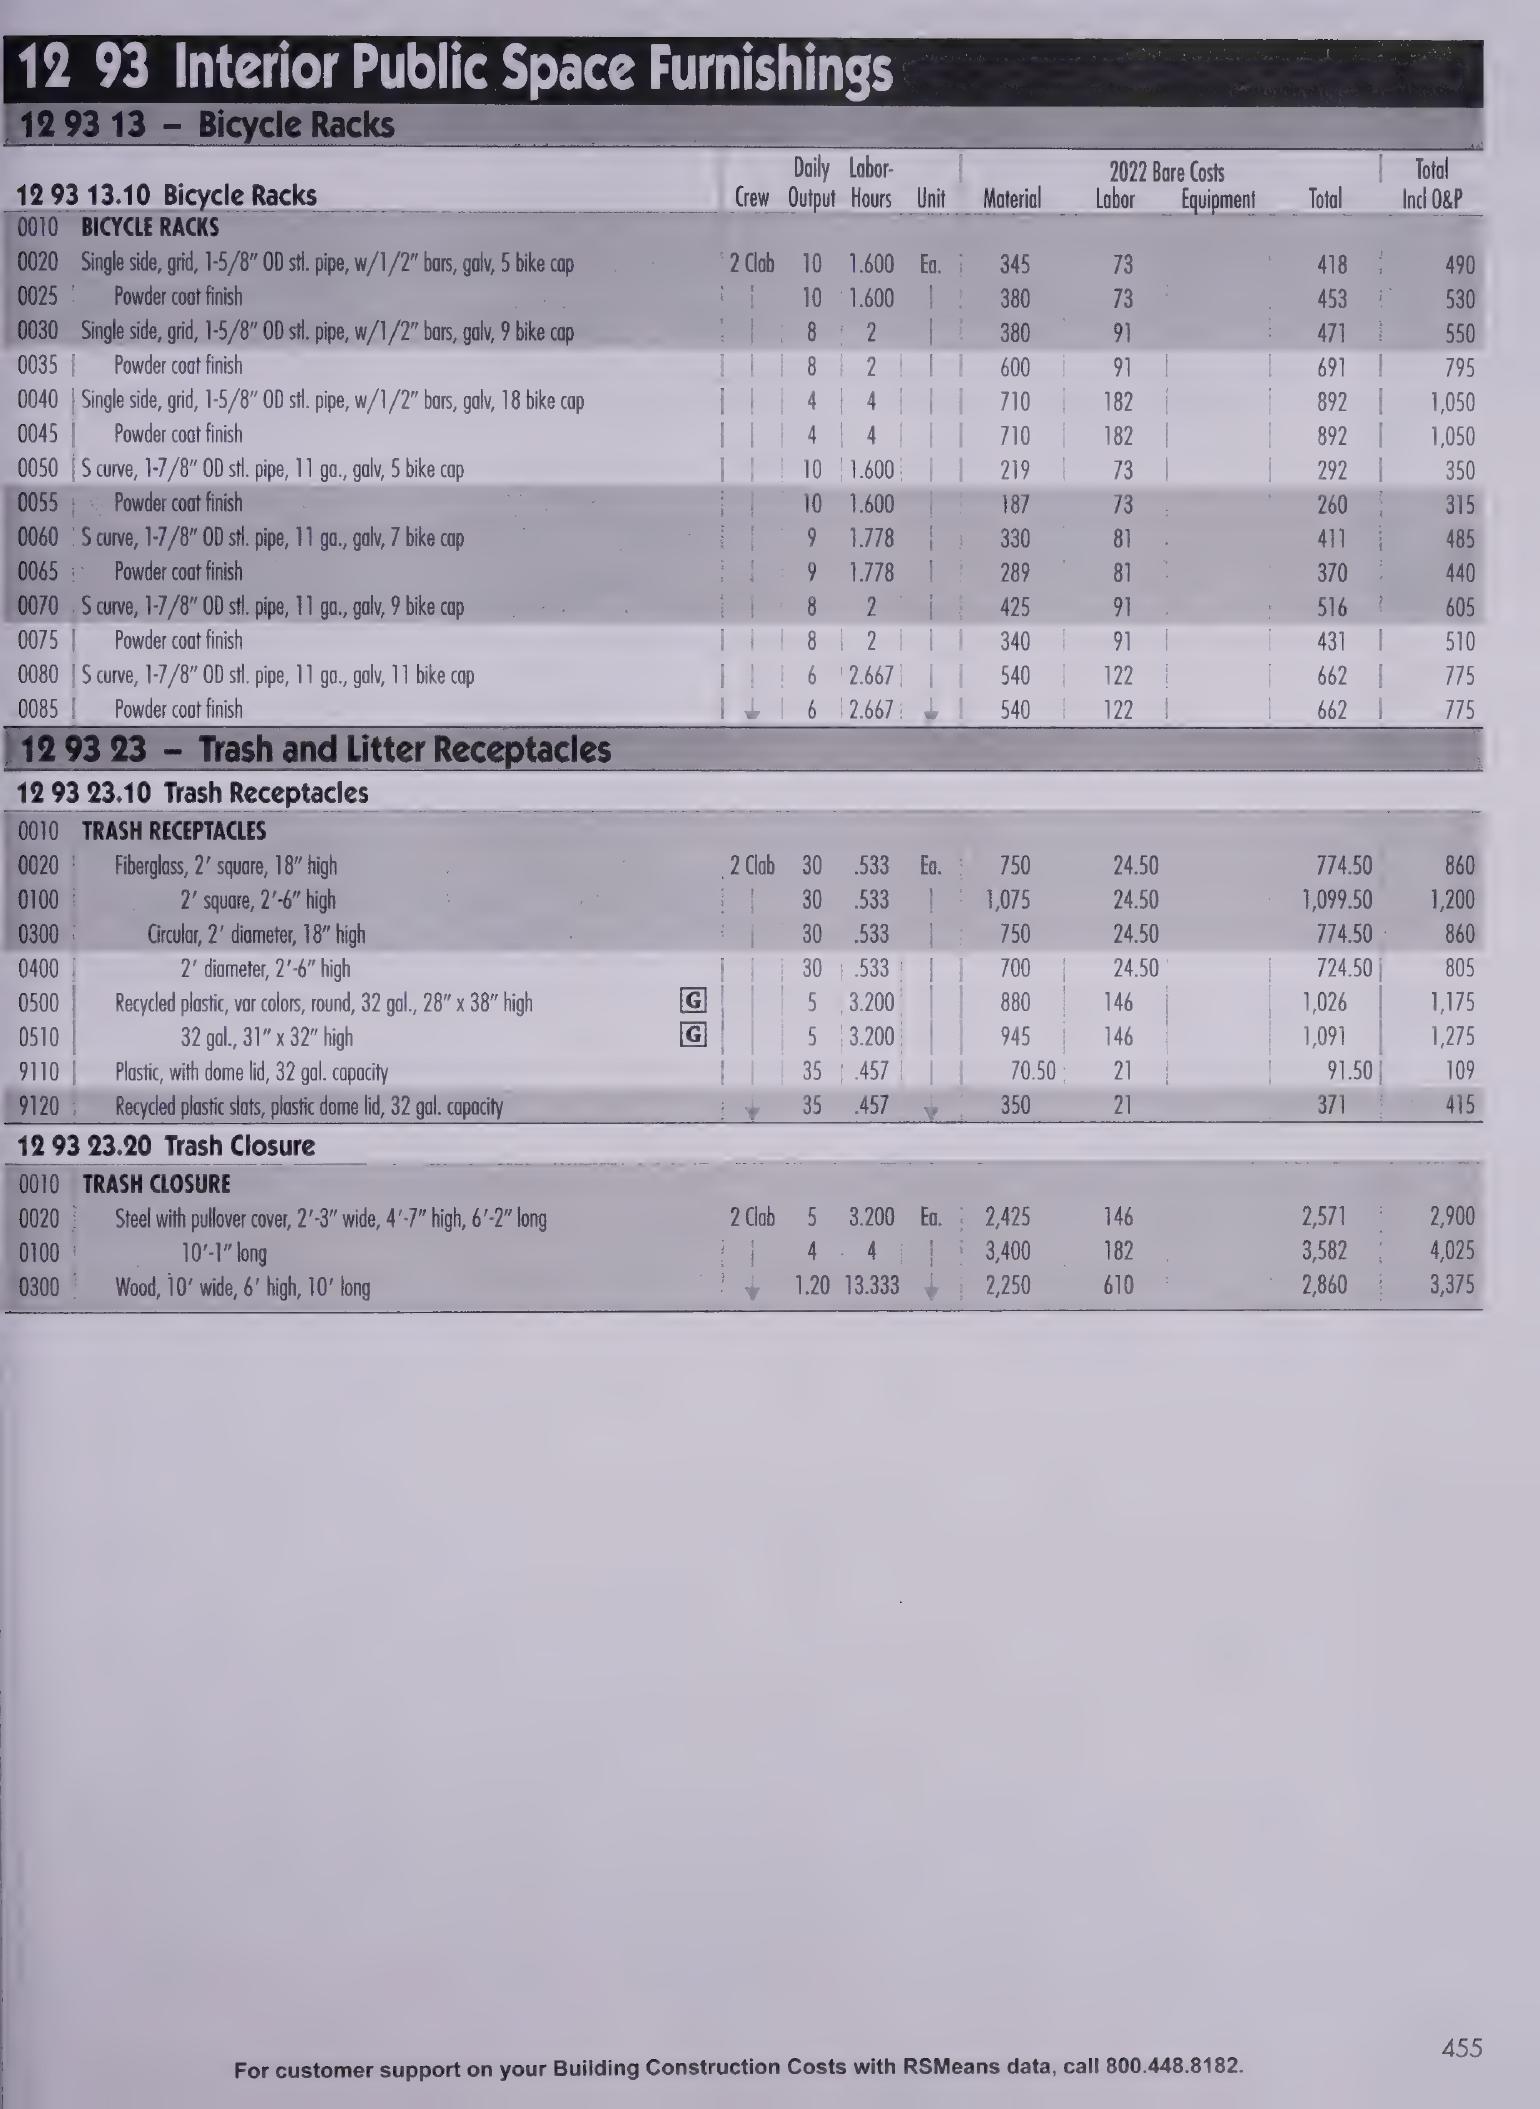 12 93 Interior Public Space Furnishings
12 93 13 – Bicycle Racks
Daily Labor- 2022 Bare Costs Total
12 93 13.10 Bicycle Racks Crew Output Hours Unit Material Labor Equipment Total Incl O&P
0010 BICYCLE RACKS
0020 Single side, grid, 1-5/8" OD stl. pipe, w/1/2" bars, galv, 5 bike cap 2 Clab 10 1.600 Ea. 345 73 418 490
0025 Powder coat finish 10 1.600 380 73 453 530
0030 Single side, grid, 1-5/8" OD stl. pipe, w/1/2" bars, galv, 9 bike cap 8 2 380 91 471 550
0035 Powder coat finish 8 2 600 91 691 795
0040 Single side, grid, 1-5/8" OD stl. pipe, w/1/2" bars, galv, 18 bike cap 4 4 710 182 892 1,050
0045 Powder coat finish 4 4 710 182 892 1,050
0050 S curve, 1-7/8" OD stl. pipe, 11 ga., galv, 5 bike cap 10 1.600 219 73 292 350
0055 Powder coat finish 10 1.600 187 73 260 315
0060 S curve, 1-7/8" OD stl. pipe, 11 ga., galv, 7 bike cap 9 1.778 330 81 411 485
0065 Powder coat finish 9 1.778 289 81 370 440
0070 S curve, 1-7/8" OD stl. pipe, 11 ga., galv, 9 bike cap 8 2 425 91 516 605
0075 Powder coat finish 8 2 340 91 431 510
0080 S curve, 1-7/8" OD stl. pipe, 11 ga., galv, 11 bike cap 6 2.667 540 122 662 775
0085 Powder coat finish 6 2.667 540 122 662 775
12 93 23 – Trash and Litter Receptacles
12 93 23.10 Trash Receptacles
0010 TRASH RECEPTACLES
0020 Fiberglass, 2' square, 18" high 2 Clab 30 .533 Ea. 750 24.50 774.50 860
0100 2' square, 2'-6" high 30 .533 1,075 24.50 1,099.50 1,200
0300 Circular, 2' diameter, 18" high 30 .533 750 24.50 774.50 860
0400 2' diameter, 2'-6" high 30 .533 700 24.50 724.50 805
0500 Recycled plastic, var colors, round, 32 gal., 28" x 38" high G 5 3.200 880 146 1,026 1,175
0510 32 gal., 31" x 32" high G 5 3.200 945 146 1,091 1,275
9110 Plastic, with dome lid, 32 gal. capacity 35 .457 70.50 21 91.50 109
9120 Recycled plastic slats, plastic dome lid, 32 gal. capacity 35 .457 350 21 371 415
12 93 23.20 Trash Closure
0010 TRASH CLOSURE
0020 Steel with pullover cover, 2'-3" wide, 4'-7" high, 6'-2" long 2 Clab 5 3.200 Ea. 2,425 146 2,571 2,900
0100 10'-1" long 4 4 3,400 182 3,582 4,025
0300 Wood, 10' wide, 6' high, 10' long 1.20 13.333 2,250 610 2,860 3,375
455
For customer support on your Building Construction Costs with RSMeans data, call 800.448.8182.